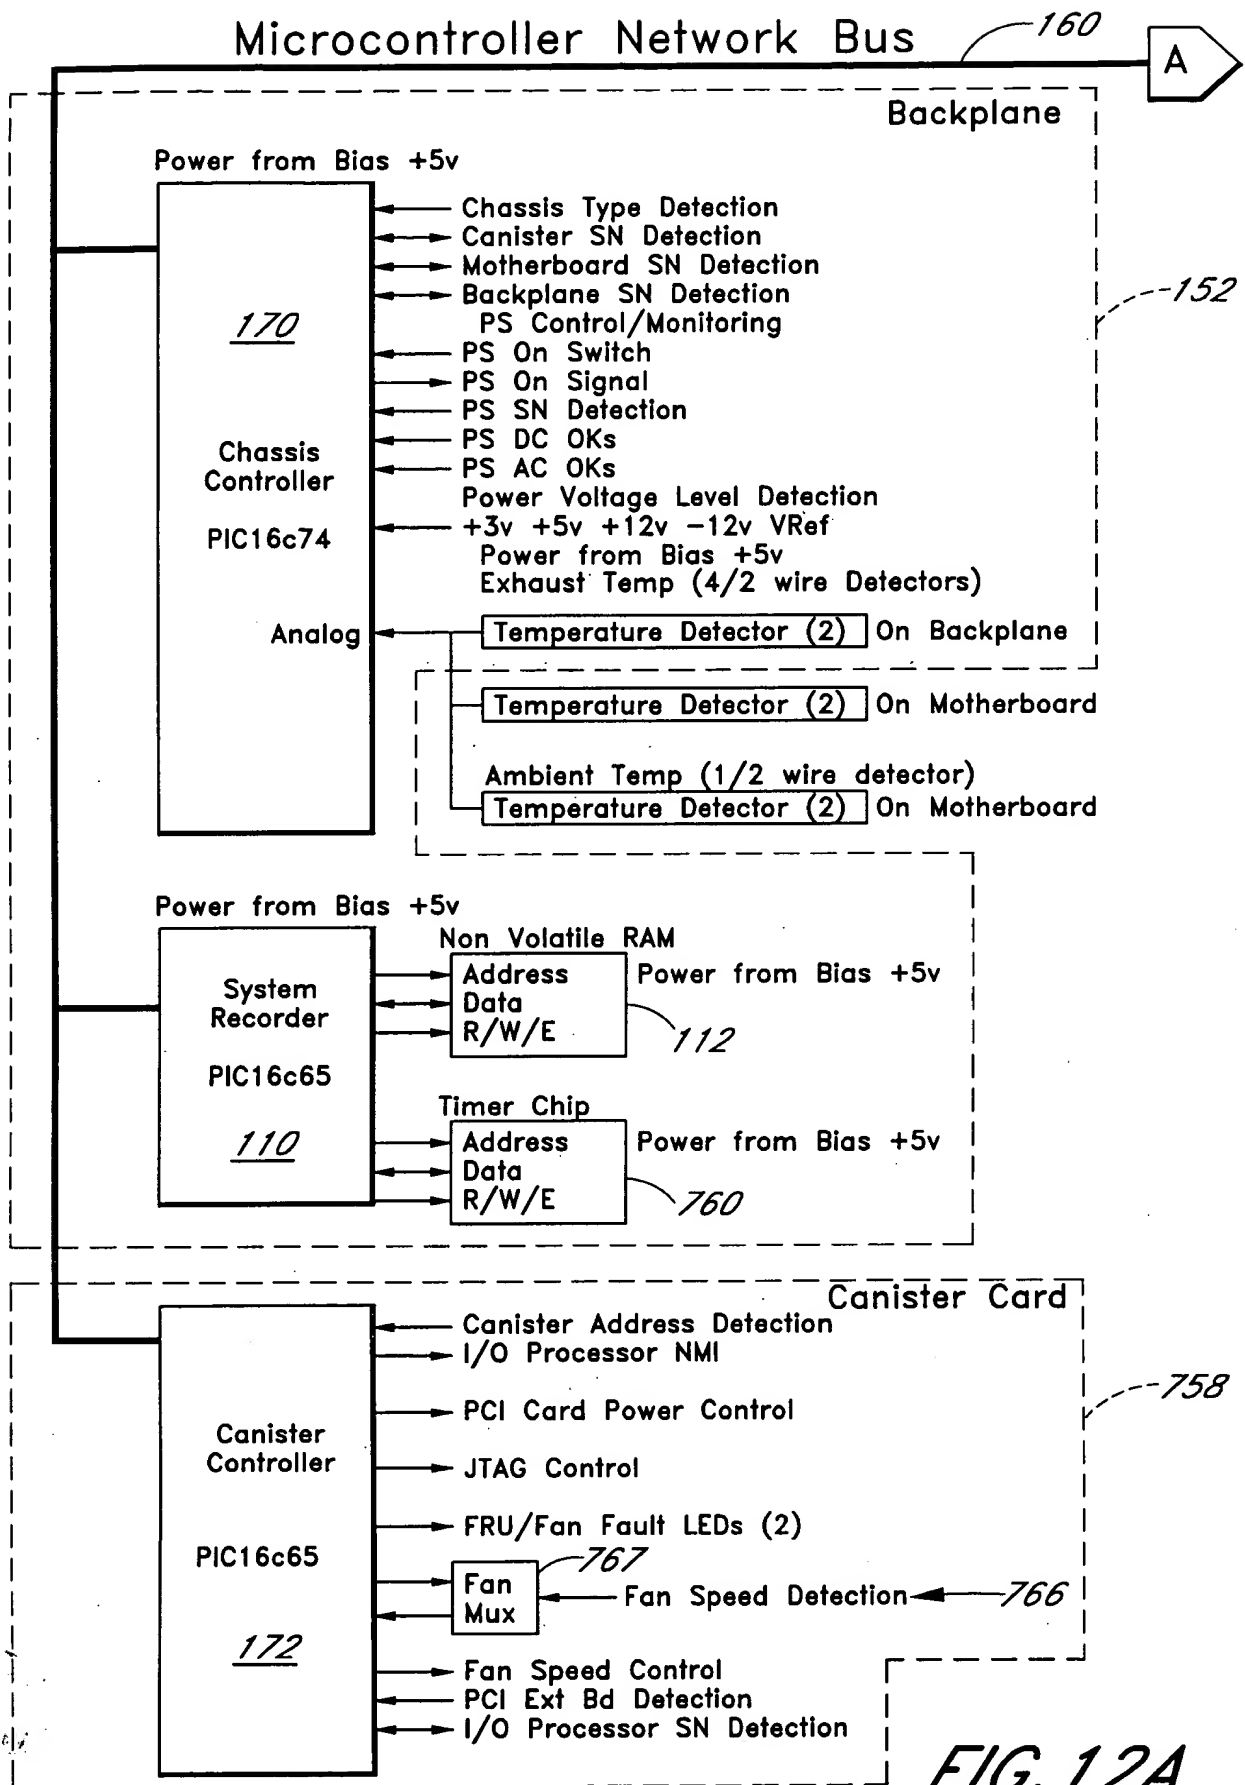 Microcontroller Network Bus
160
A
Backplane
Power from Bias +5v
Chassis Type Detection
Canister SN Detection
Motherboard SN Detection
Backplane SN Detection
152
170
PS Control/Monitoring
PS On Switch
PS On Signal
PS SN Detection
PS DC OKs
PS AC OKs
Chassis
Controller
PIC16c74
Power Voltage Level Detection
+3v +5v +12v -12v VRef
Power from Bias +5v
Exhaust Temp (4/2 wire Detectors)
Analog
Temperature Detector (2) On Backplane
Temperature Detector (2) On Motherboard
Ambient Temp (1/2 wire detector)
Temperature Detector (2) On Motherboard
Power from Bias +5v
System
Recorder
PIC16c65
110
Non Volatile RAM
Address
Data
R/W/E
Power from Bias +5v
112
Timer Chip
Address
Data
R/W/E
Power from Bias +5v
760
Canister Card
Canister Address Detection
I/O Processor NMI
758
PCI Card Power Control
Canister
Controller
JTAG Control
FRU/Fan Fault LEDs (2)
PIC16c65
767
Fan
Mux
Fan Speed Detection
766
172
Fan Speed Control
PCI Ext Bd Detection
I/O Processor SN Detection
FIG. 12A